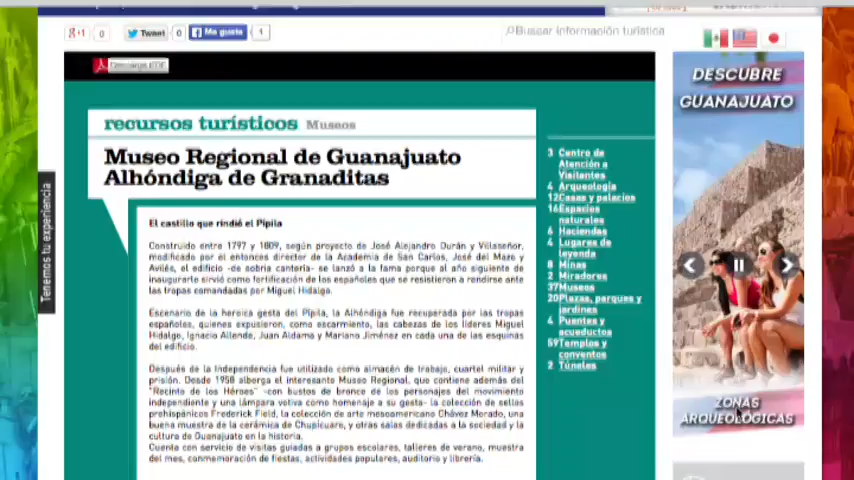 +1
0
Tweet
0
Me gusta
1
Buscar información turística
Descarga PDF
recursos turísticos Museos
Museo Regional de Guanajuato
Alhóndiga de Granaditas
Tenemos tu experiencia
El castillo que rindió el Pípila
Construido entre 1797 y 1809, según proyecto de José Alejandro Durán y Villaseñor,
modificado por el entonces director de la Academia de San Carlos, José del Mazo y
Avilés, el edificio -de sobria cantería- se lanzó a la fama porque al año siguiente de
inaugurarte sirvió como fortificación de los españoles que se resistieron a rendirse ante
las tropas comandadas por Miguel Hidalgo.
Escenario de la heroica gesta del Pípila, la Alhóndiga fue recuperada por las tropas
españolas, quienes expusieron, como escarmiento, las cabezas de los líderes Miguel
Hidalgo, Ignacio Allende, Juan Aldama y Mariano Jiménez en cada una de las esquinas
del edificio.
Después de la Independencia fue utilizado como almacén de trabajo, cuartel militar y
prisión. Desde 1958 alberga el interesante Museo Regional, que contiene además del
"Recinto de los Héroes" -con bustos de bronce de los personajes del movimiento
independiente y una lámpara votiva como homenaje a su gesta- la colección de sellos
prehispánicos Frederick Field, la colección de arte mesoamericano Chávez Morado, una
buena muestra de la cerámica de Chupícuaro, y otras salas dedicadas a la sociedad y la
cultura de Guanajuato en la historia.
Cuenta con servicio de visitas guiadas a grupos escolares, talleres de verano, muestra
del mes, conmemoración de fiestas, actividades populares, auditorio y librería.
3 Centro de
Atención a
Visitantes
4 Arqueología
12 Casas y palacios
16 Espacios
naturales
6 Haciendas
4 Lugares de
leyenda
8 Minas
2 Miradores
37 Museos
20 Plazas, parques y
jardines
4 Puentes y
acueductos
59 Templos y
conventos
2 Túneles
DESCUBRE
GUANAJUATO
ZONAS
ARQUEOLÓGICAS